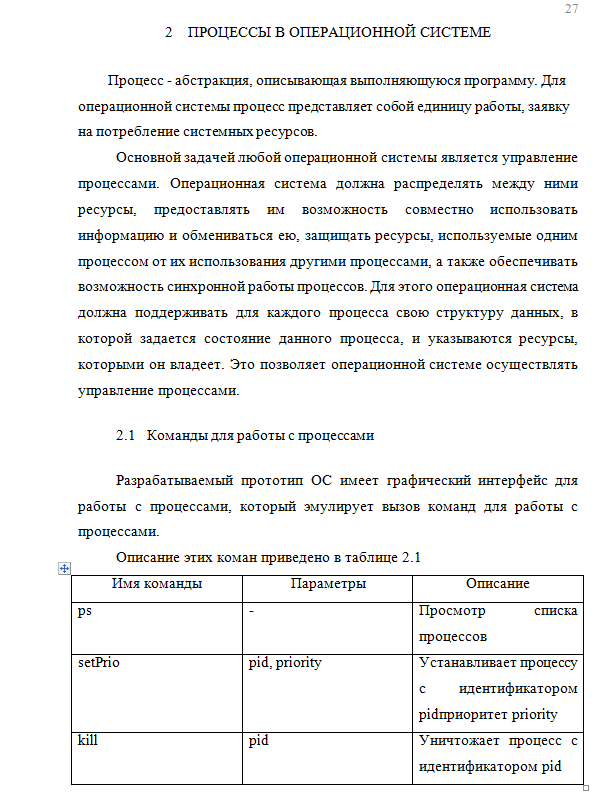 27
2 ПРОЦЕССЫ В ОПЕРАЦИОННОЙ СИСТЕМЕ
Процесс - абстракция, описывающая выполняющуюся программу. Для
операционной системы процесс представляет собой единицу работы, заявку
на потребление системных ресурсов.
Основной задачей любой операционной системы является управление
процессами. Операционная система должна распределять между ними
ресурсы, предоставлять им возможность совместно использовать
информацию и обмениваться ею, защищать ресурсы, используемые одним
процессом от их использования другими процессами, а также обеспечивать
возможность синхронной работы процессов. Для этого операционная система
должна поддерживать для каждого процесса свою структуру данных, в
которой задается состояние данного процесса, и указываются ресурсы,
которыми он владеет. Это позволяет операционной системе осуществлять
управление процессами.
2.1 Команды для работы с процессами
Разрабатываемый прототип ОС имеет графический интерфейс для
работы с процессами, который эмулирует вызов команд для работы с
процессами.
Описание этих коман приведено в таблице 2.1
Имя команды Параметры Описание
ps - Просмотр списка
процессов
setPrio pid, priority Устанавливает процессу
с идентификатором
pidприоритет priority
kill pid Уничтожает процесс с
идентификатором pid